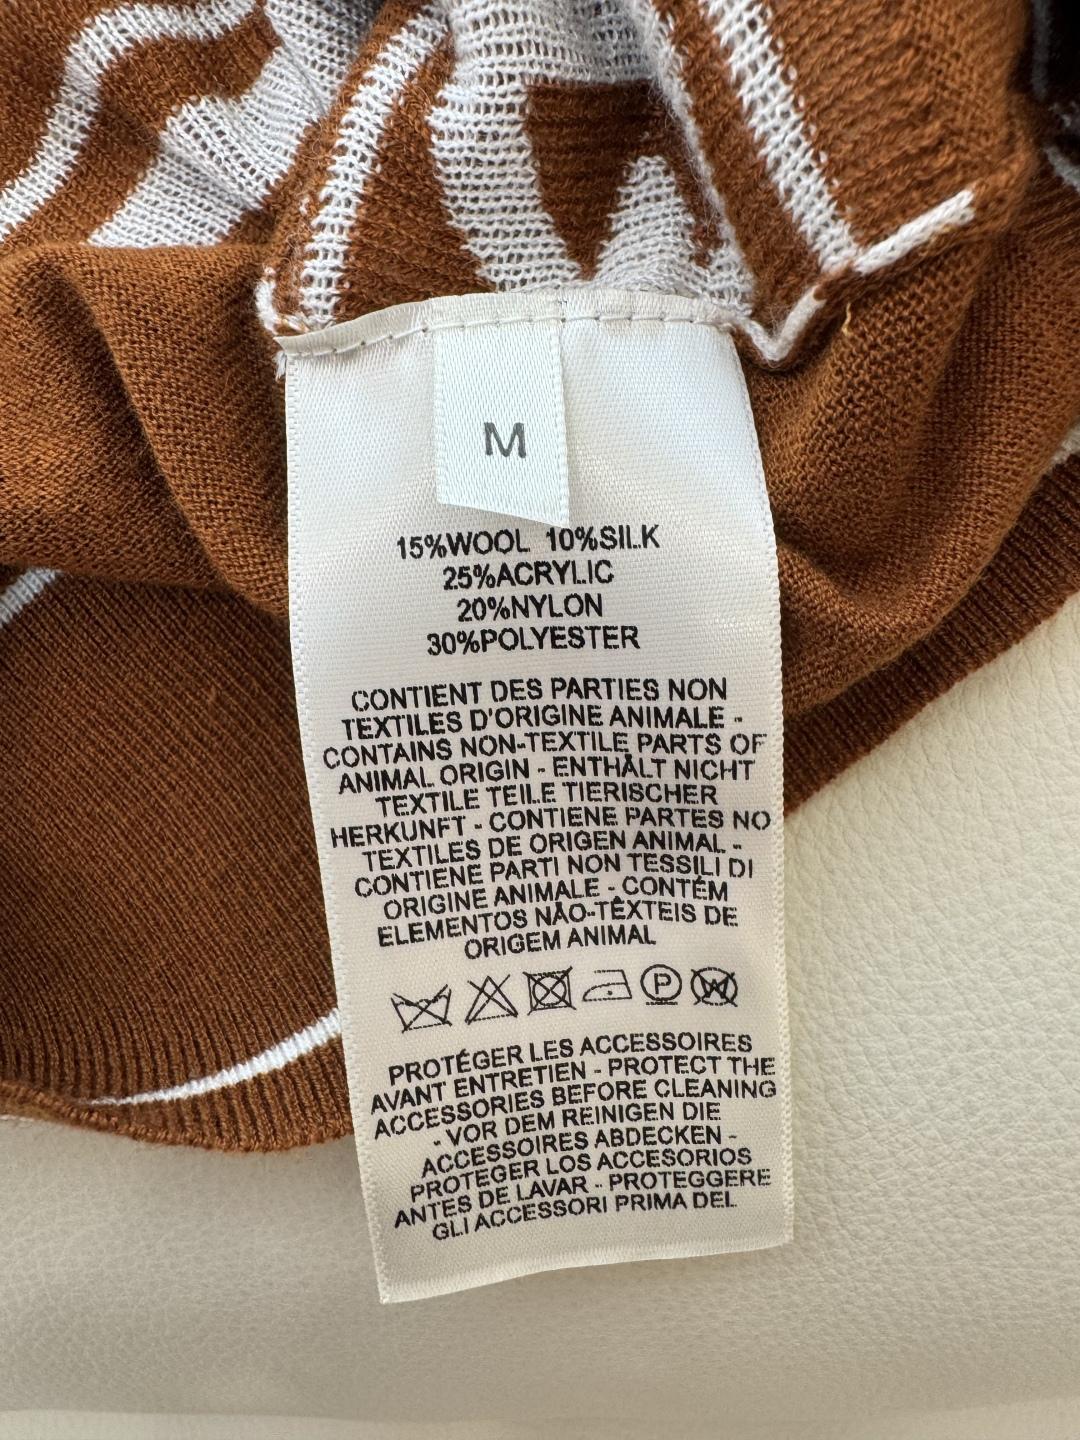 M
15%WOOL 10%SILK
25%ACRYLIC
20%NYLON
30%POLYESTER
CONTIENT DES PARTIES NON
TEXTILES D'ORIGINE ANIMALE -
CONTAINS NON-TEXTILE PARTS OF
ANIMAL ORIGIN - ENTHÄLT NICHT
TEXTILE TEILE TIERISCHER
HERKUNFT - CONTIENE PARTES NO
TEXTILES DE ORIGEN ANIMAL -
CONTIENE PARTI NON TESSILI DI
ORIGINE ANIMALE - CONTÉM
ELEMENTOS NÃO-TÊXTEIS DE
ORIGEM ANIMAL
P W
PROTÉGER LES ACCESSOIRES
AVANT ENTRETIEN - PROTECT THE
ACCESSORIES BEFORE CLEANING
- VOR DEM REINIGEN DIE
ACCESSOIRES ABDECKEN -
PROTEGER LOS ACCESORIOS
ANTES DE LAVAR - PROTEGGERE
GLI ACCESSORI PRIMA DEL